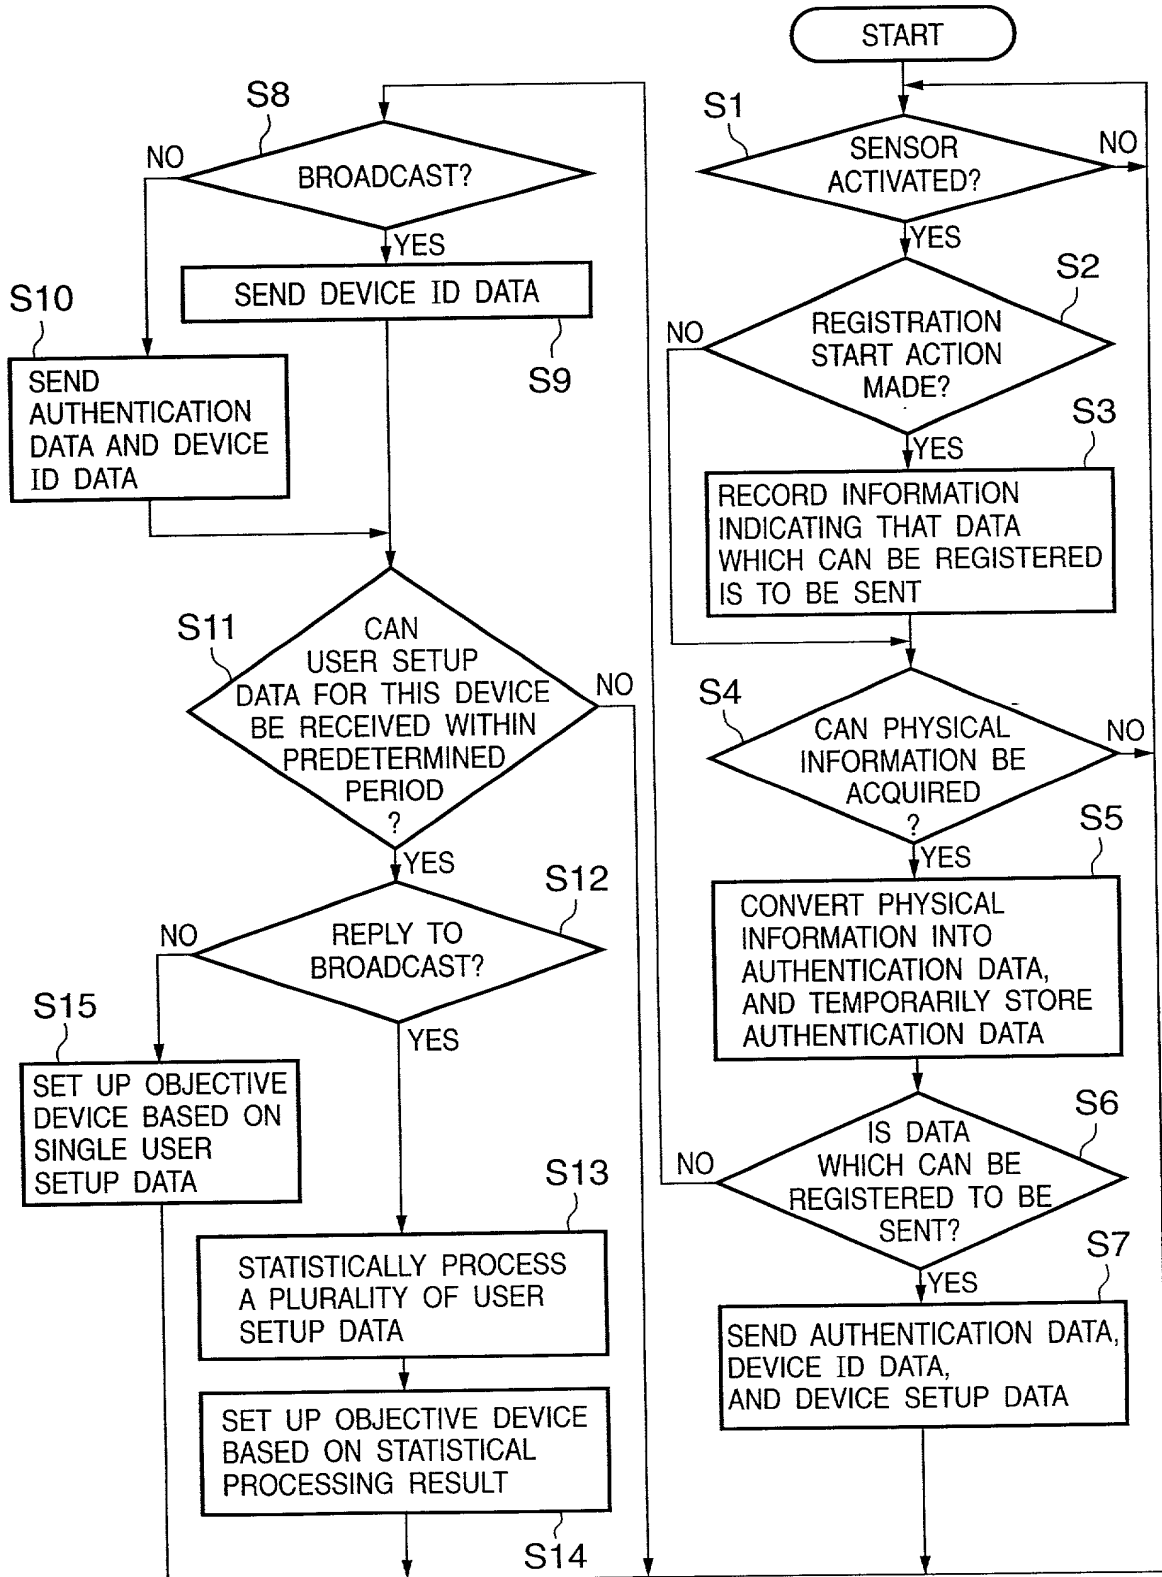 START
S1
SENSOR
ACTIVATED?
NO
YES
S2
REGISTRATION
START ACTION
MADE?
NO
YES
S3
RECORD INFORMATION
INDICATING THAT DATA
WHICH CAN BE REGISTERED
IS TO BE SENT
S4
CAN PHYSICAL
INFORMATION BE
ACQUIRED
?
NO
YES
S5
CONVERT PHYSICAL
INFORMATION INTO
AUTHENTICATION DATA,
AND TEMPORARILY STORE
AUTHENTICATION DATA
S6
IS DATA
WHICH CAN BE
REGISTERED TO BE
SENT?
NO
YES
S7
SEND AUTHENTICATION DATA,
DEVICE ID DATA,
AND DEVICE SETUP DATA
S8
BROADCAST?
NO
YES
SEND DEVICE ID DATA
S9
S10
SEND
AUTHENTICATION
DATA AND DEVICE
ID DATA
S11
CAN
USER SETUP
DATA FOR THIS DEVICE
BE RECEIVED WITHIN
PREDETERMINED
PERIOD
?
NO
YES
S12
REPLY TO
BROADCAST?
NO
YES
S15
SET UP OBJECTIVE
DEVICE BASED ON
SINGLE USER
SETUP DATA
S13
STATISTICALLY PROCESS
A PLURALITY OF USER
SETUP DATA
SET UP OBJECTIVE DEVICE
BASED ON STATISTICAL
PROCESSING RESULT
S14